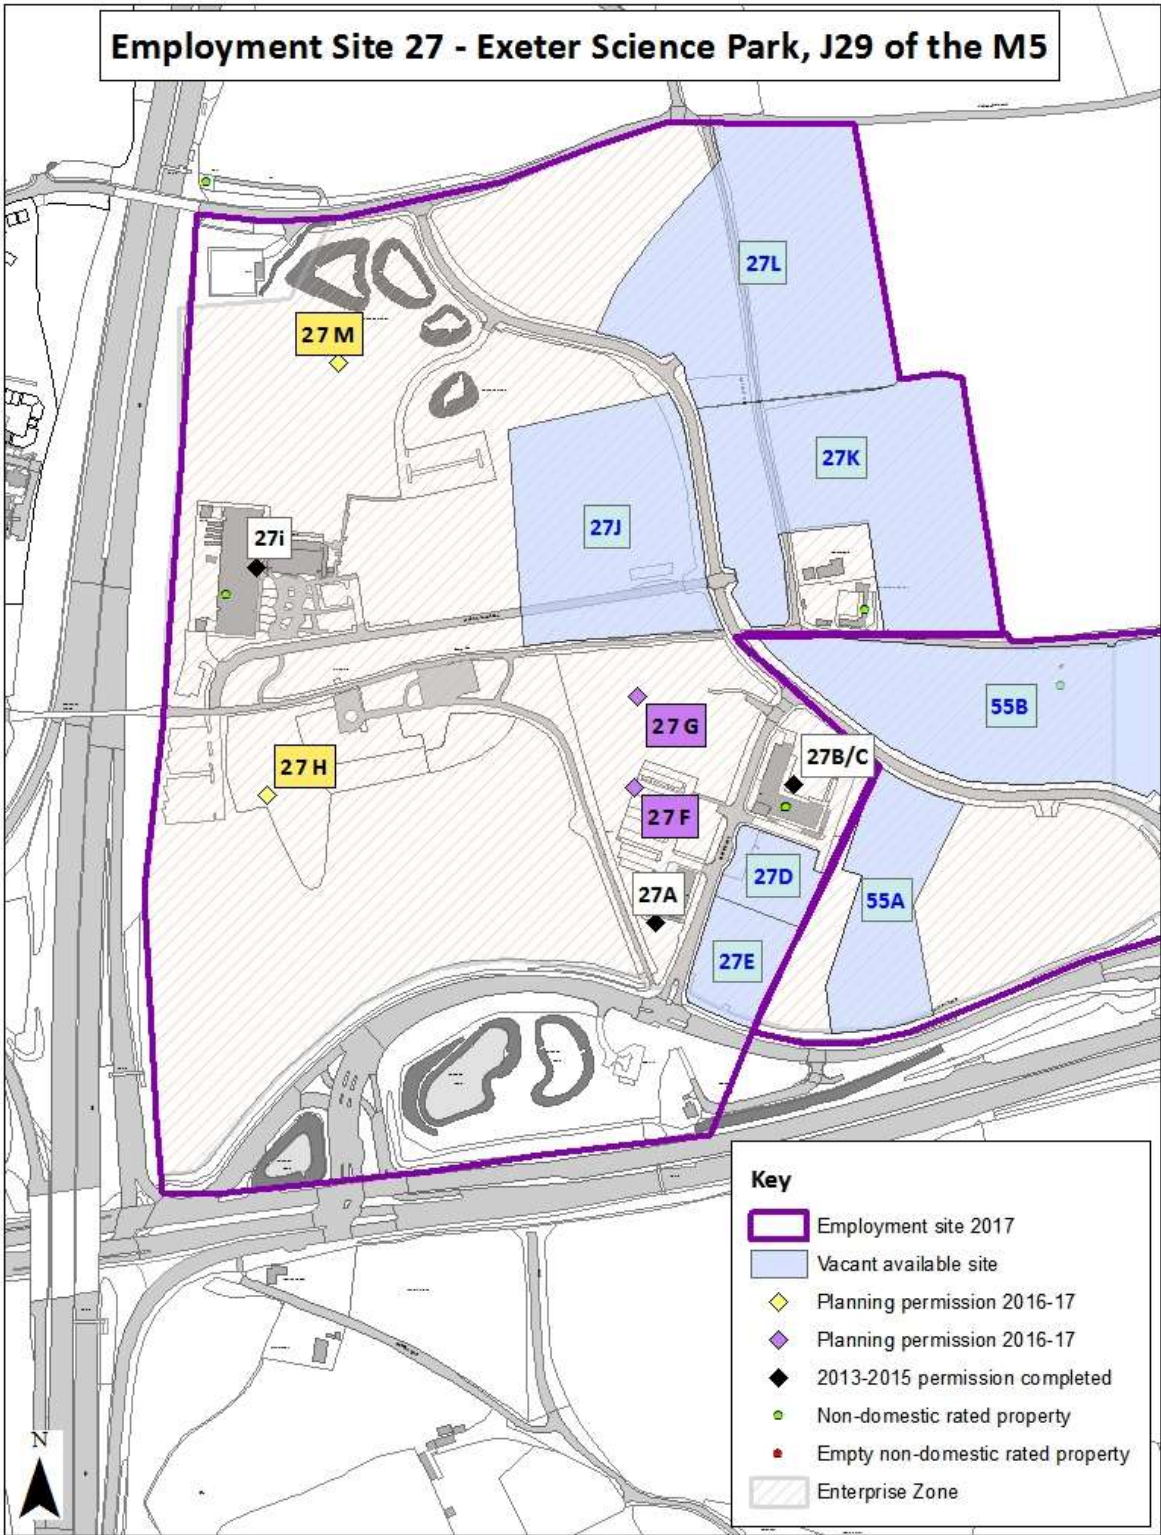 Employment Site 27 - Exeter Science Park, J29 of the M5
27L
27 M
27K
27J
27i
27 G
55B
27B/C
27 H
27 F
27D
27A
55A
27E
Key
Employment site 2017
Vacant available site
Planning permission 2016-17
Planning permission 2016-17
2013-2015 permission completed
Non-domestic rated property
Empty non-domestic rated property
Enterprise Zone
N